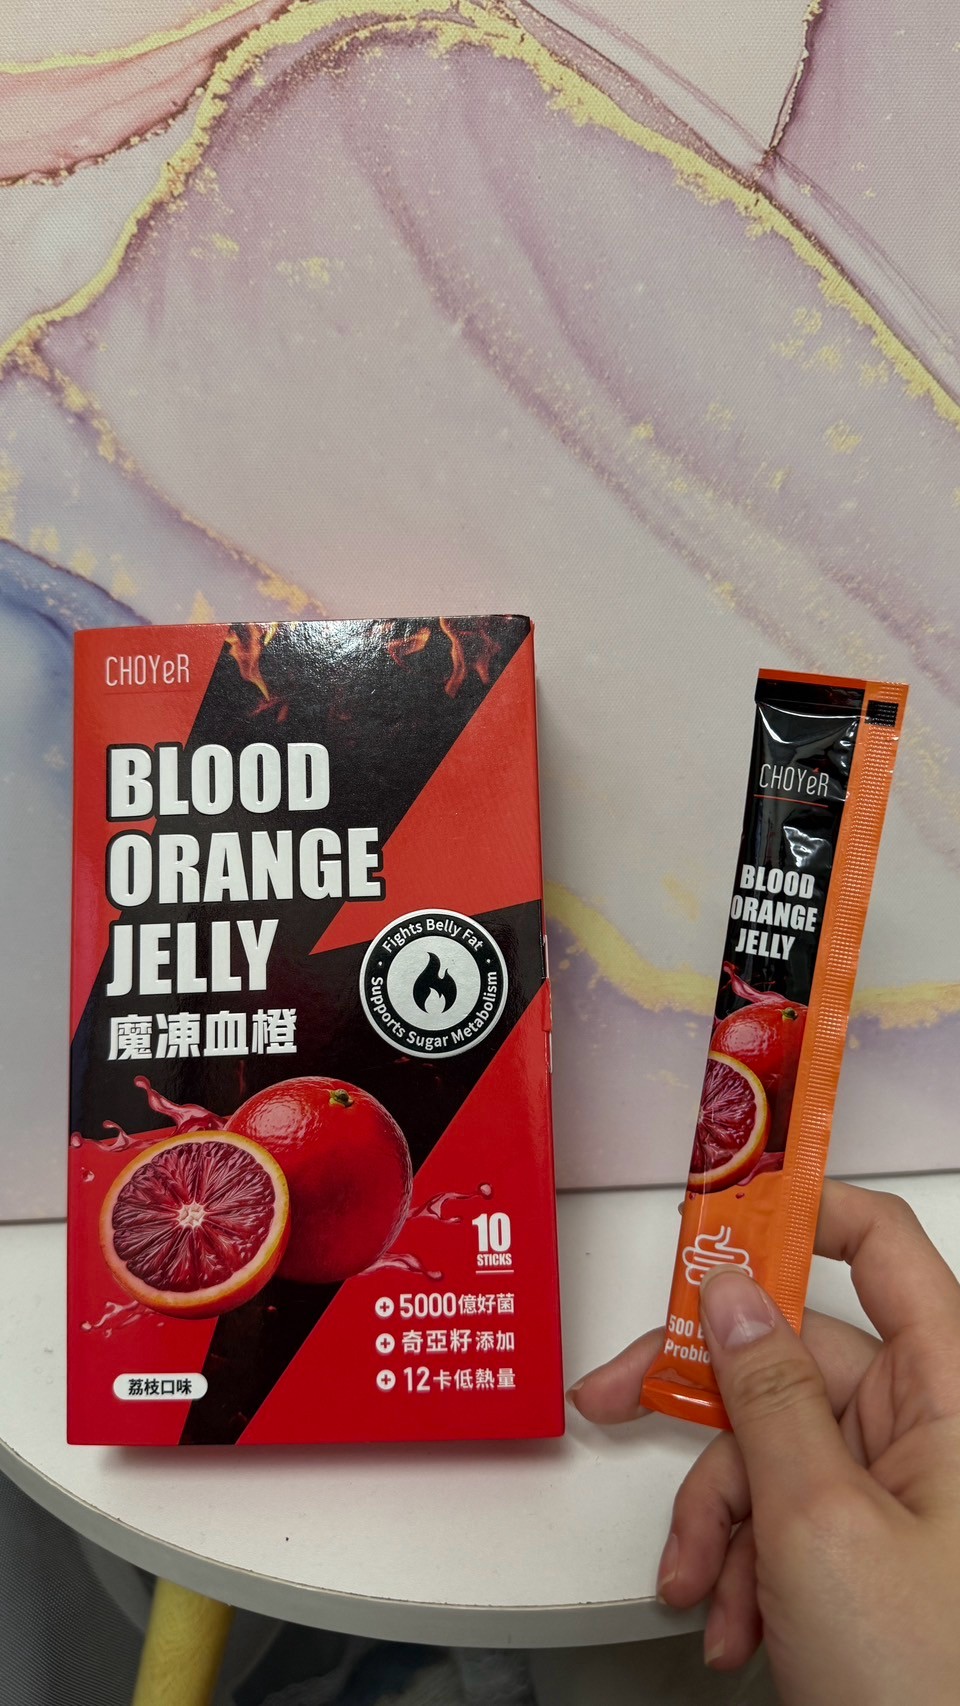 CHOYeR
BLOOD
ORANGE
JELLY
魔凍血橙
Fights Belly Fat
Supports Sugar Metabolism
10
STICKS
5000億好菌
奇亞籽添加
12卡低熱量
荔枝口味
CHOYeR
BLOOD
ORANGE
JELLY
500